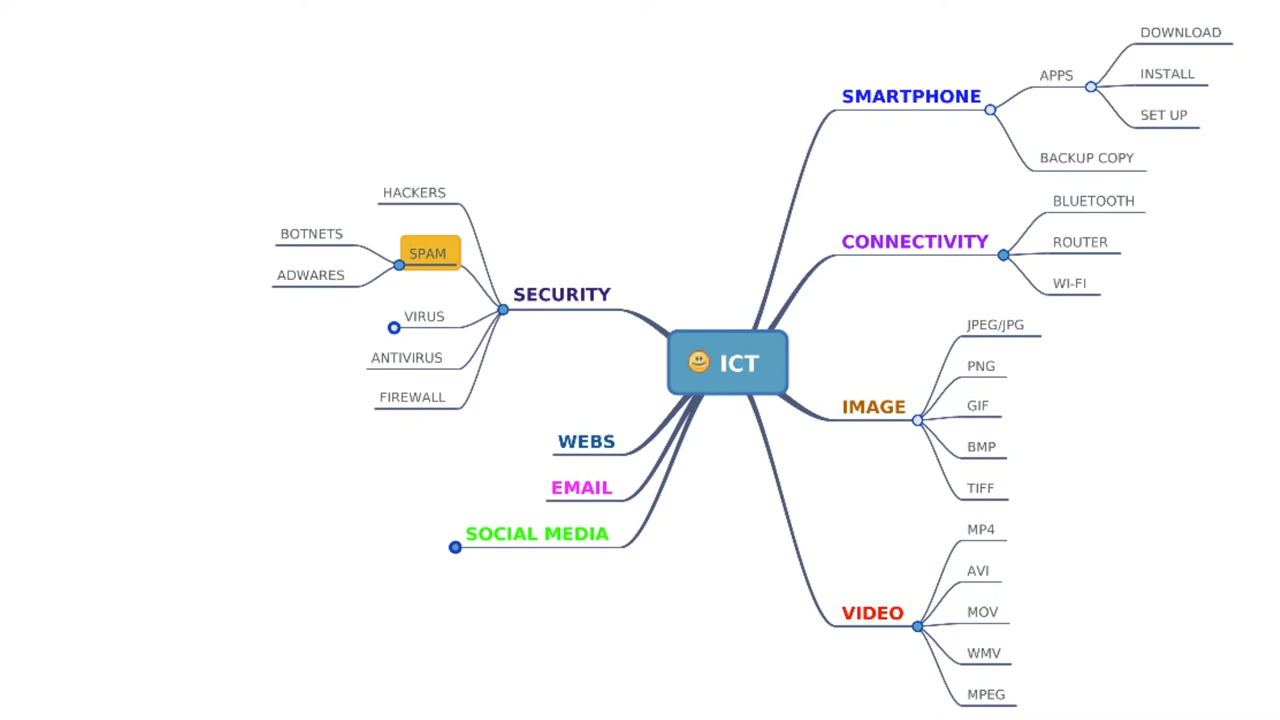 ICT
SMARTPHONE
APPS
DOWNLOAD
INSTALL
SET UP
BACKUP COPY
CONNECTIVITY
BLUETOOTH
ROUTER
WI-FI
IMAGE
JPEG/JPG
PNG
GIF
BMP
TIFF
VIDEO
MP4
AVI
MOV
WMV
MPEG
SECURITY
HACKERS
SPAM
BOTNETS
ADWARES
VIRUS
ANTIVIRUS
FIREWALL
WEBS
EMAIL
SOCIAL MEDIA